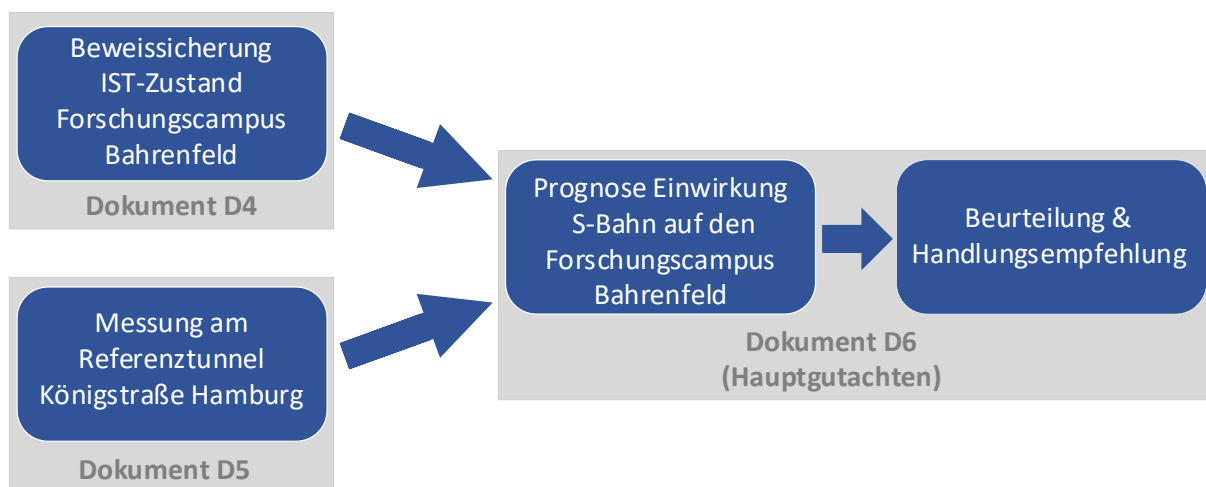 Beweissicherung
IST-Zustand
Forschungscampus
Bahrenfeld
Dokument D4
Messung am
Referenztunnel
Königstraße Hamburg
Dokument D5
Prognose Einwirkung
S-Bahn auf den
Forschungscampus
Bahrenfeld
Beurteilung &
Handlungsempfehlung
Dokument D6
(Hauptgutachten)